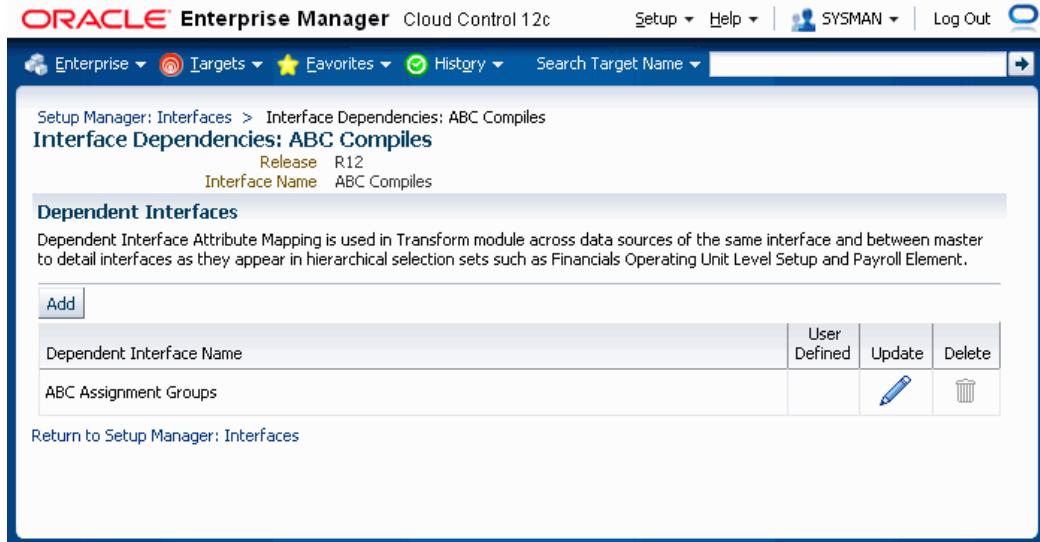 ORACLE Enterprise Manager Cloud Control 12c Setup Help SYSMAN Log Out
Enterprise Targets Favorites History Search Target Name
Setup Manager: Interfaces > Interface Dependencies: ABC Compiles
Interface Dependencies: ABC Compiles
Release R12
Interface Name ABC Compiles
Dependent Interfaces
Dependent Interface Attribute Mapping is used in Transform module across data sources of the same interface and between master
to detail interfaces as they appear in hierarchical selection sets such as Financials Operating Unit Level Setup and Payroll Element.
Add
Dependent Interface Name User Defined Update Delete
ABC Assignment Groups
Return to Setup Manager: Interfaces